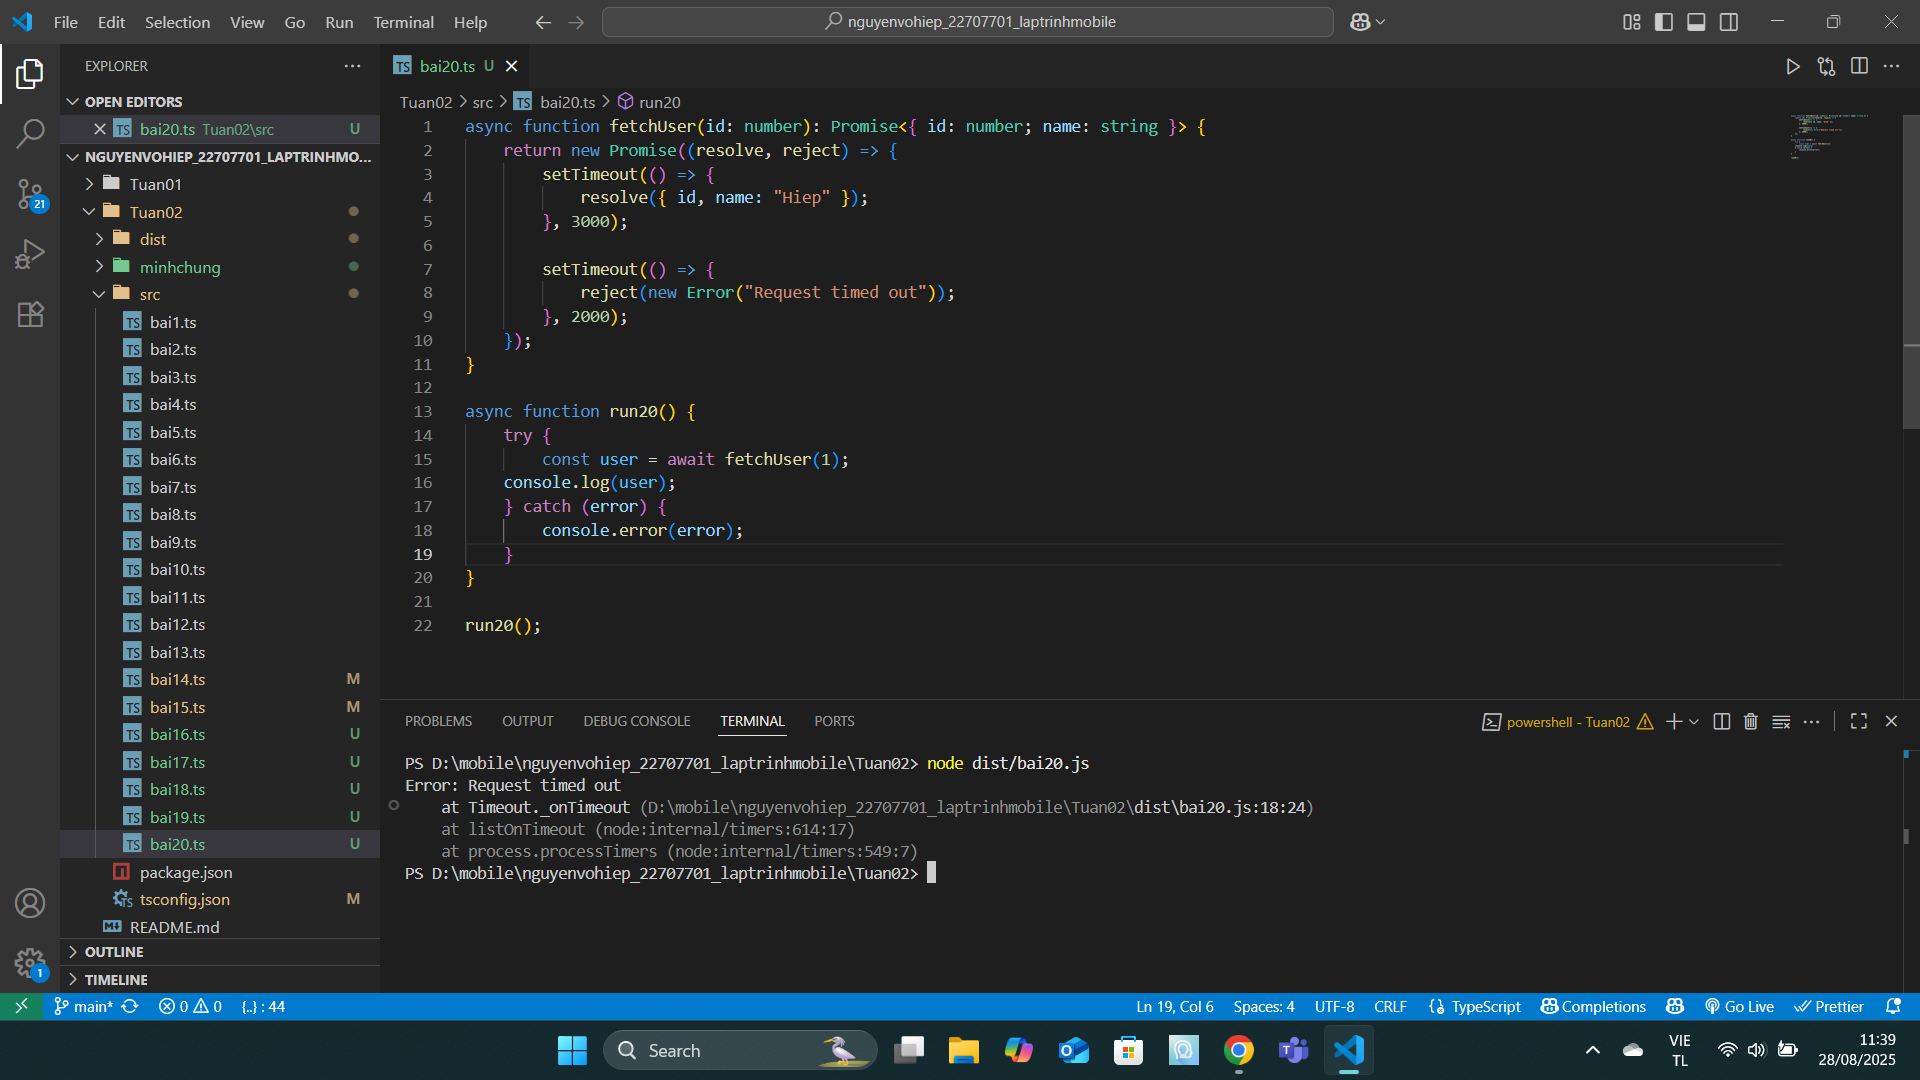 File Edit Selection View Go Run Terminal Help
nguyenvohiep_22707701_laptrinhmobile
EXPLORER
OPEN EDITORS
bai20.ts Tuan02\src U
NGUYENVOHIEP_22707701_LAPTRINHMO...
Tuan01
Tuan02
dist
minhchung
src
bai1.ts
bai2.ts
bai3.ts
bai4.ts
bai5.ts
bai6.ts
bai7.ts
bai8.ts
bai9.ts
bai10.ts
bai11.ts
bai12.ts
bai13.ts
bai14.ts M
bai15.ts M
bai16.ts U
bai17.ts U
bai18.ts U
bai19.ts U
bai20.ts U
package.json
tsconfig.json M
README.md
OUTLINE
TIMELINE
21
1
bai20.ts U
Tuan02 > src > TS bai20.ts > run20
1 async function fetchUser(id: number): Promise<{ id: number; name: string }> {
2 return new Promise((resolve, reject) => {
3 setTimeout(() => {
4 resolve({ id, name: "Hiep" });
5 }, 3000);
6
7 setTimeout(() => {
8 reject(new Error("Request timed out"));
9 }, 2000);
10 });
11 }
12
13 async function run20() {
14 try {
15 const user = await fetchUser(1);
16 console.log(user);
17 } catch (error) {
18 console.error(error);
19 }
20 }
21
22 run20();
PROBLEMS OUTPUT DEBUG CONSOLE TERMINAL PORTS
powershell - Tuan02
PS D:\mobile\nguyenvohiep_22707701_laptrinhmobile\Tuan02> node dist/bai20.js
Error: Request timed out
at Timeout._onTimeout (D:\mobile\nguyenvohiep_22707701_laptrinhmobile\Tuan02\dist\bai20.js:18:24)
at listOnTimeout (node:internal/timers:614:17)
at process.processTimers (node:internal/timers:549:7)
PS D:\mobile\nguyenvohiep_22707701_laptrinhmobile\Tuan02>
main* 0 0 {..} : 44
Ln 19, Col 6 Spaces: 4 UTF-8 CRLF {} TypeScript Completions Go Live Prettier
Search
VIE
TL
11:39
28/08/2025